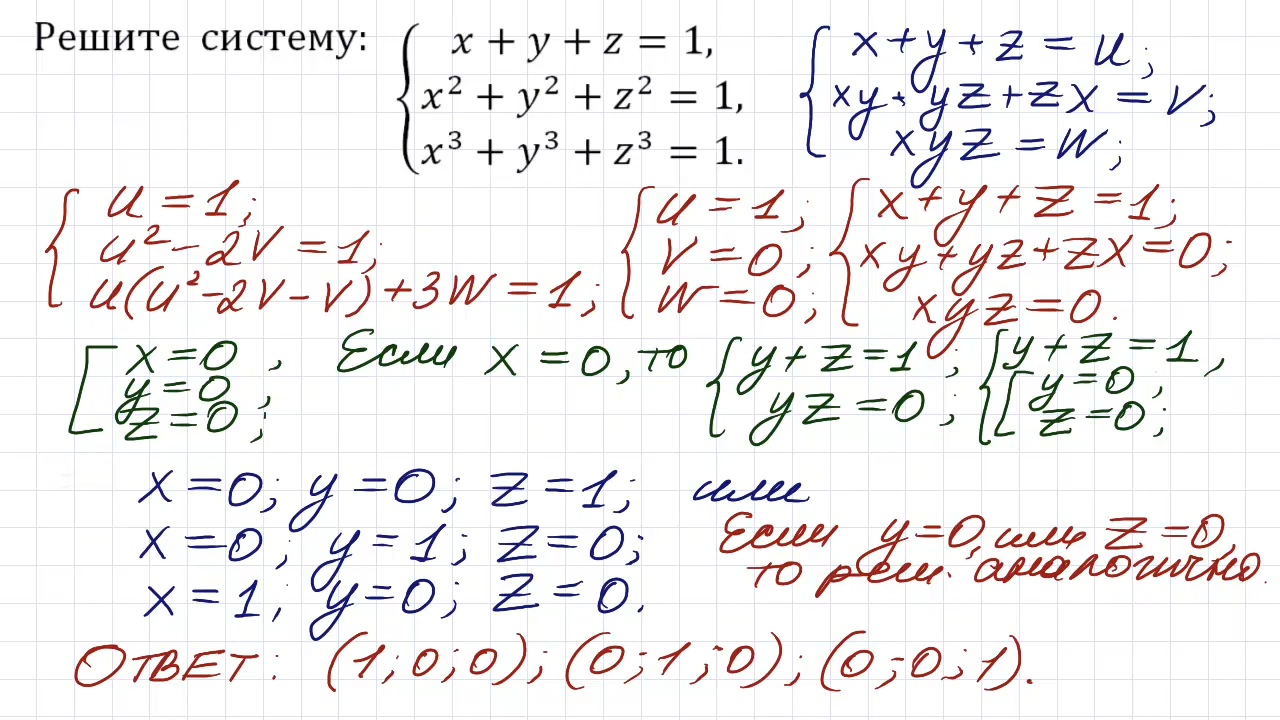 Решите систему: { x + y + z = 1,
x² + y² + z² = 1,
x³ + y³ + z³ = 1.
{ x+y+z = u;
xy+yz+zx = v;
xyz = w;
{ u = 1;
u²-2v = 1;
u(u²-2v-v)+3w = 1;
{ u = 1;
v = 0;
w = 0;
{ x+y+z = 1;
xy+yz+zx = 0;
xyz = 0.
[ x = 0
y = 0
z = 0 ;
Если x = 0, то { y+z = 1 ;
yz = 0 ;
{ y+z = 1 ,
[ y = 0 ;
z = 0;
x = 0; y = 0; z = 1; или
x = 0; y = 1; z = 0;
x = 1; y = 0; z = 0.
Если y = 0, или z = 0,
то реш. аналогично.
Ответ: (1;0;0); (0;1;0); (0;0;1).